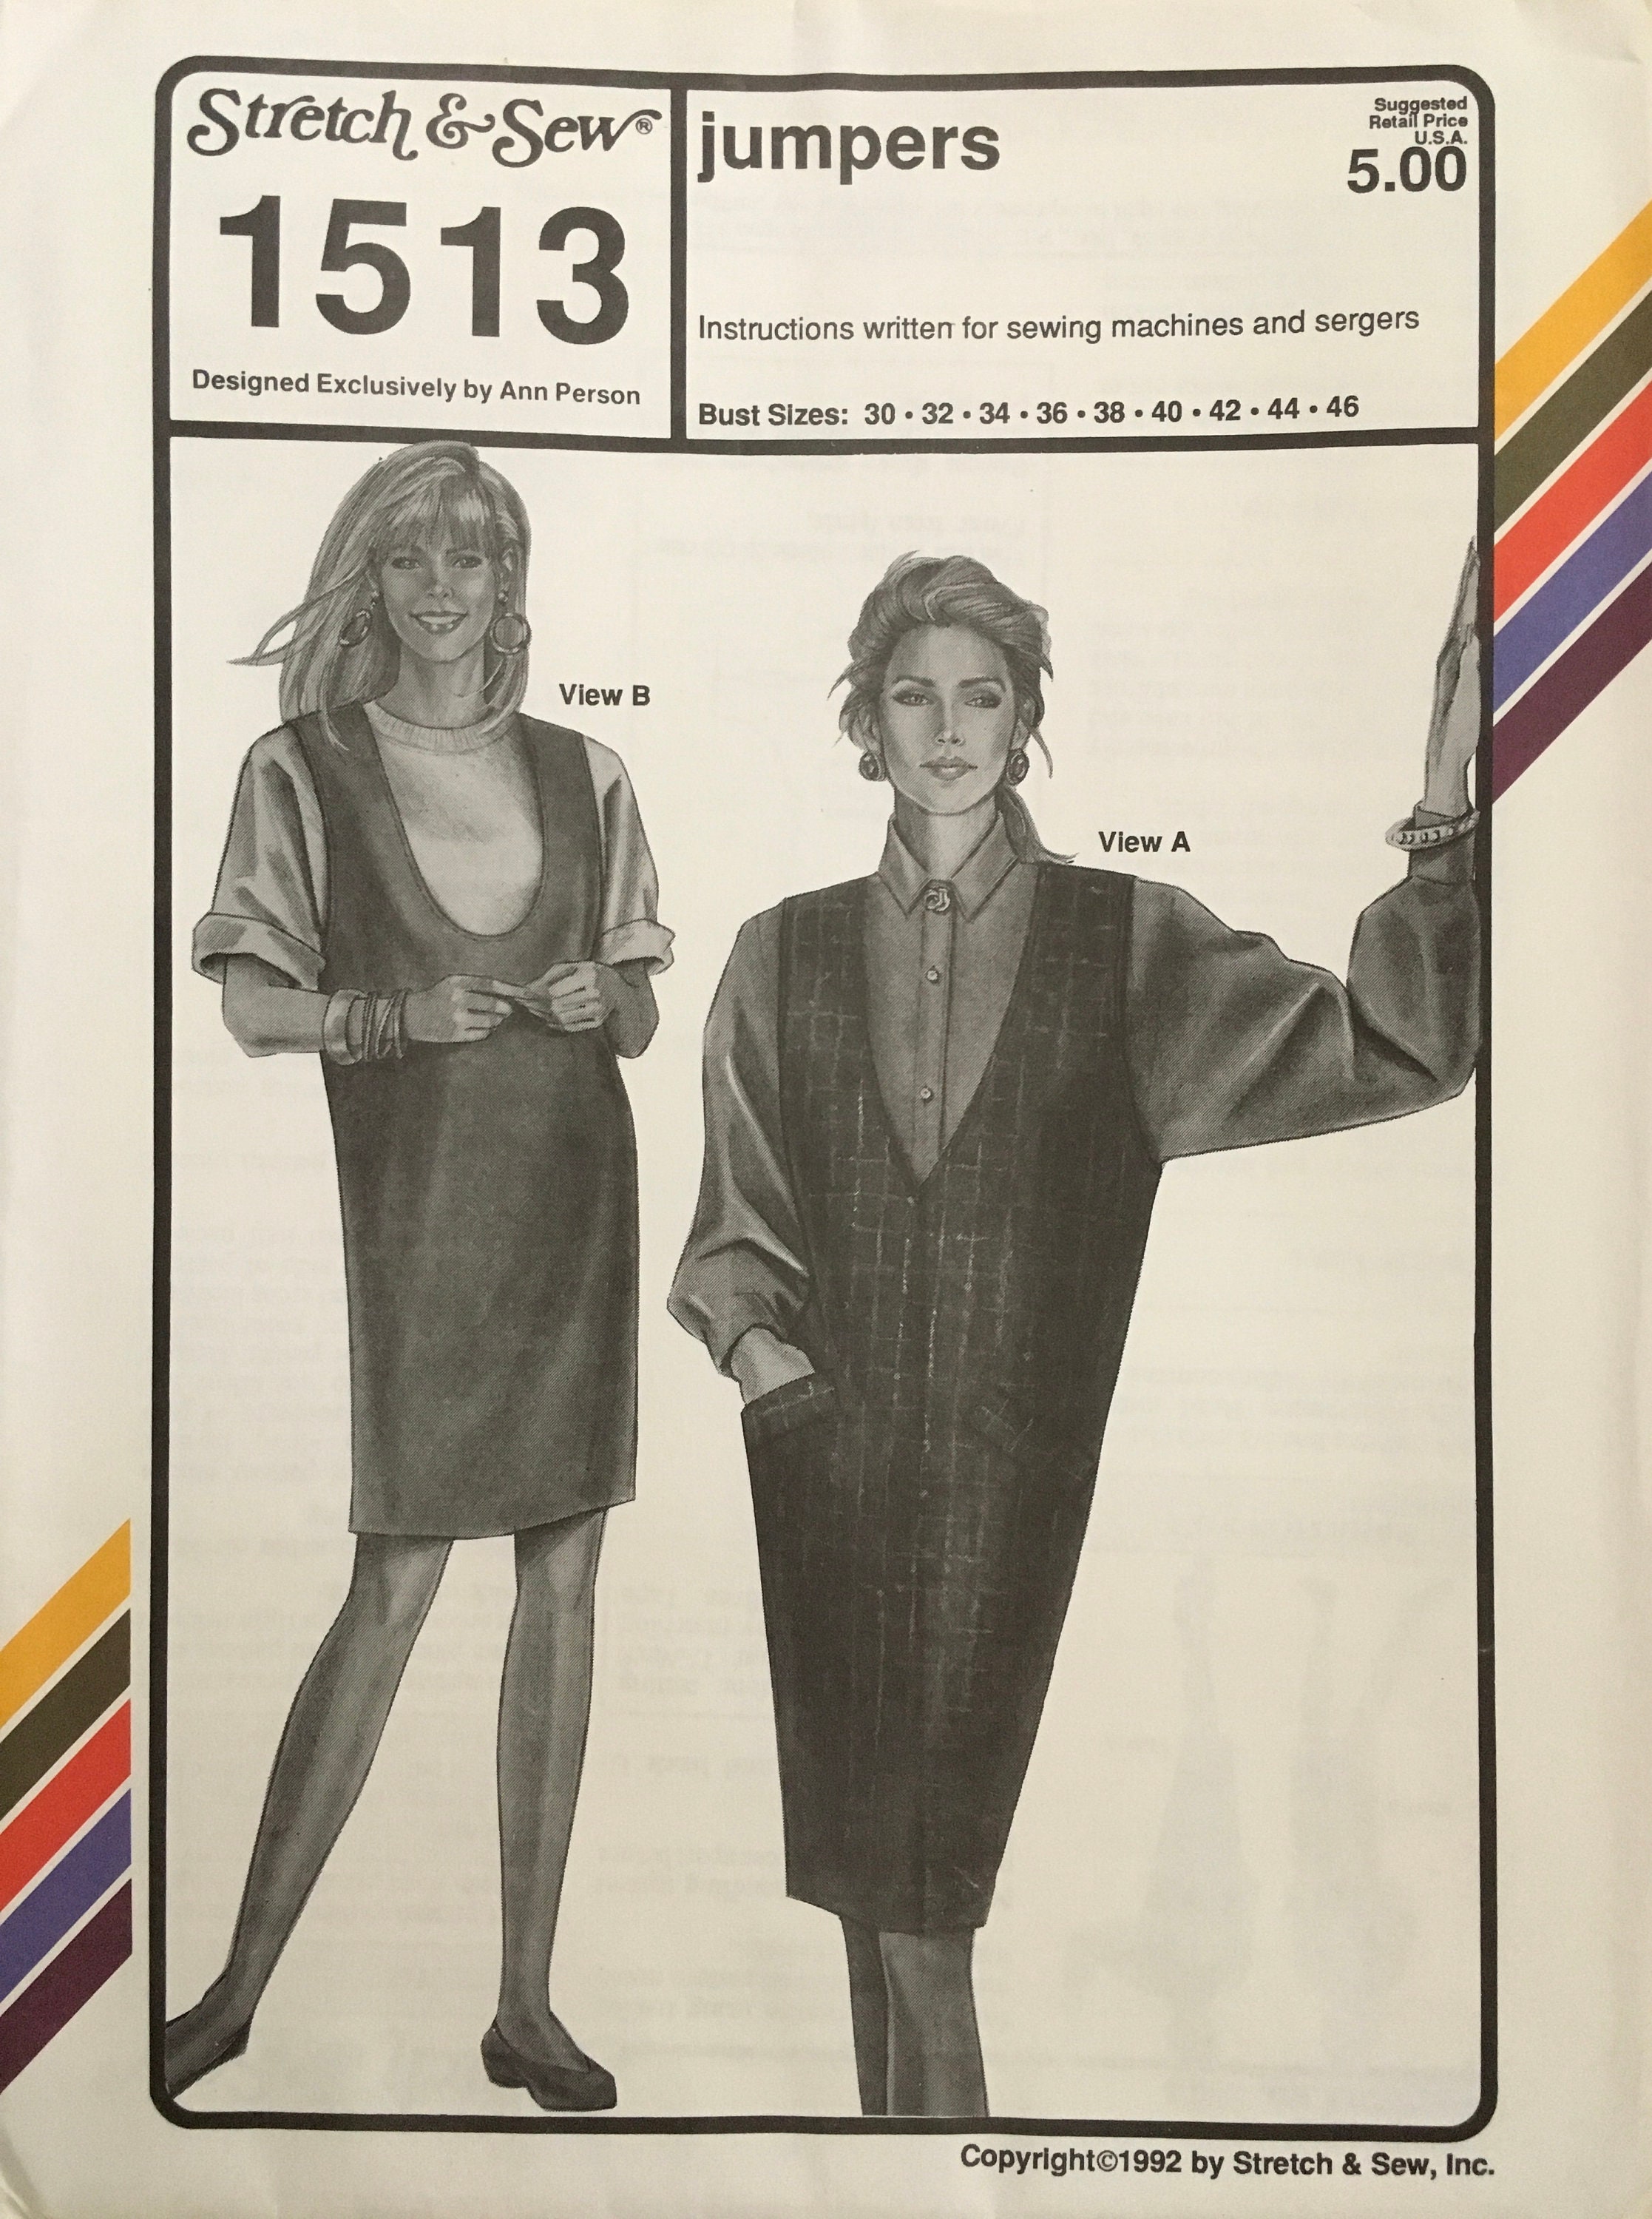 Stretch & Sew®
1513
Designed Exclusively by Ann Person
jumpers
Suggested
Retail Price
U.S.A.
5.00
Instructions written for sewing machines and sergers
Bust Sizes: 30 • 32 • 34 • 36 • 38 • 40 • 42 • 44 • 46
View B
View A
Copyright©1992 by Stretch & Sew, Inc.